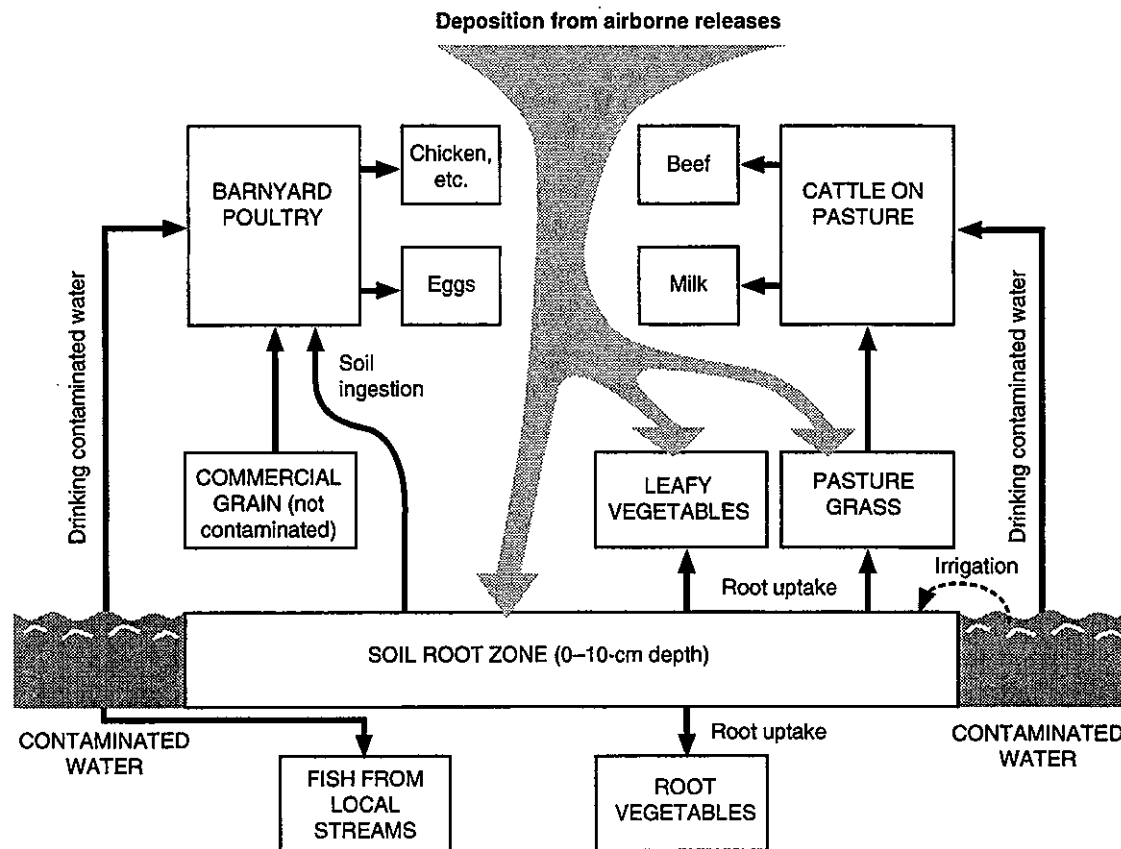 Deposition from airborne releases
BARNYARD
POULTRY
Chicken,
etc.
Eggs
Beef
Milk
CATTLE ON
PASTURE
Drinking contaminated water
Soil
ingestion
COMMERCIAL
GRAIN (not
contaminated)
LEAFY
VEGETABLES
PASTURE
GRASS
Drinking contaminated water
Irrigation
Root uptake
SOIL ROOT ZONE (0–10-cm depth)
CONTAMINATED
WATER
Root uptake
CONTAMINATED
WATER
FISH FROM
LOCAL
STREAMS
ROOT
VEGETABLES